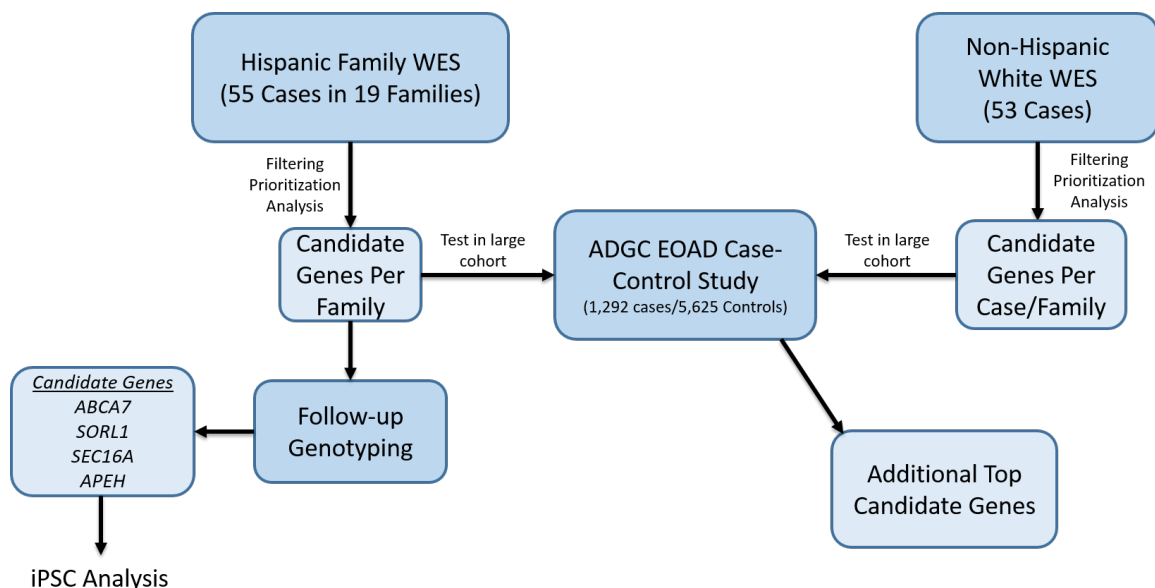 Hispanic Family WES
(55 Cases in 19 Families)
Non-Hispanic
White WES
(53 Cases)
Filtering
Prioritization
Analysis
Filtering
Prioritization
Analysis
Candidate
Genes Per
Family
Test in large
cohort
ADGC EOAD Case-
Control Study
(1,292 cases/5,625 Controls)
Test in large
cohort
Candidate
Genes Per
Case/Family
Candidate Genes
ABCA7
SORL1
SEC16A
APEH
Follow-up
Genotyping
Additional Top
Candidate Genes
iPSC Analysis